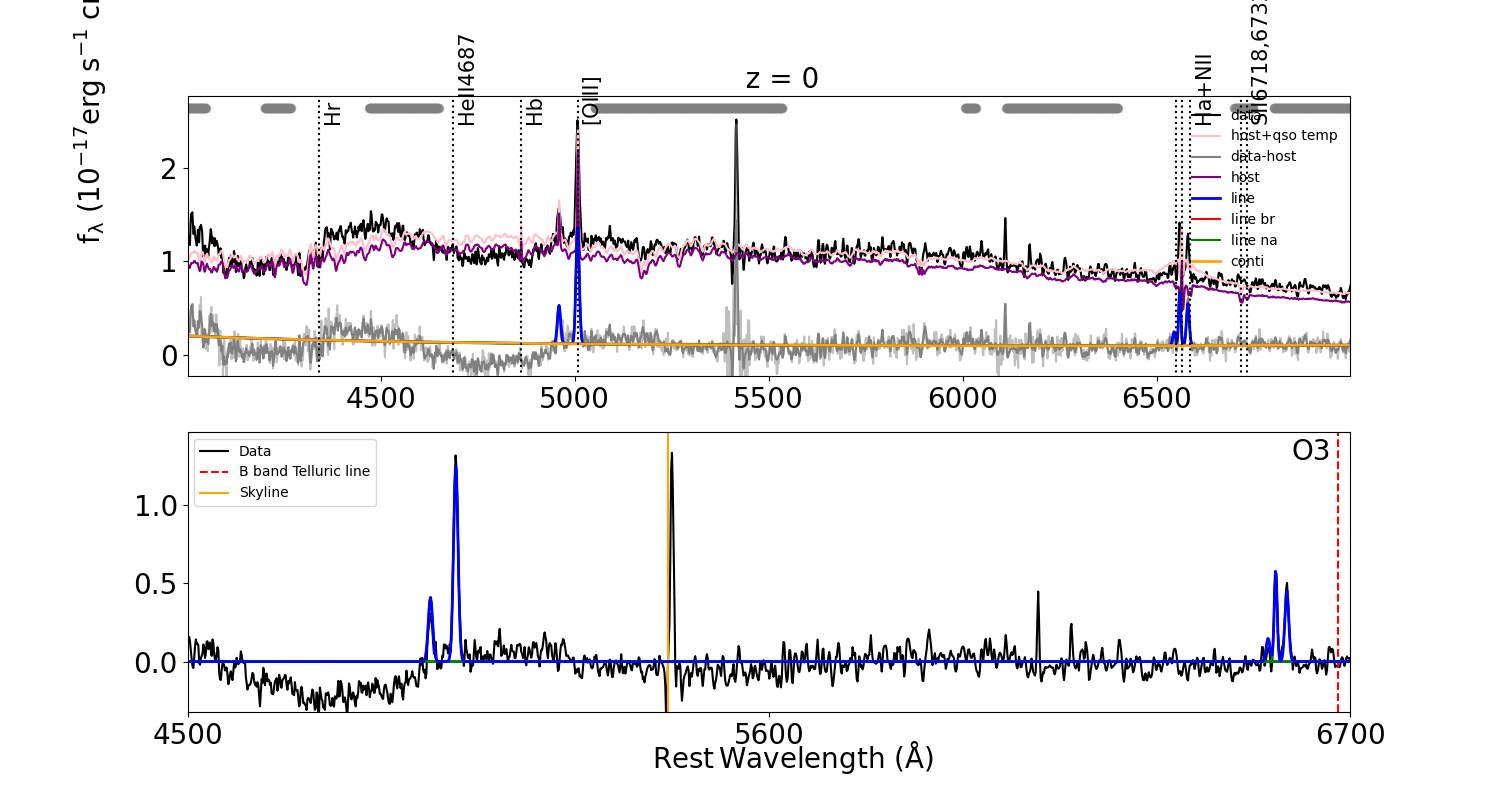 z = 0
f_λ (10^−17 erg s^−1 c
Hr
HeII4687
Hb
[OIII]
Ha+NII
SII6718,673
data
host+qso temp
data-host
host
line
line br
line na
conti
2
1
0
4500 5000 5500 6000 6500
O3
Data
B band Telluric line
Skyline
1.0
0.5
0.0
4500 5600 6700
Rest Wavelength (Å)